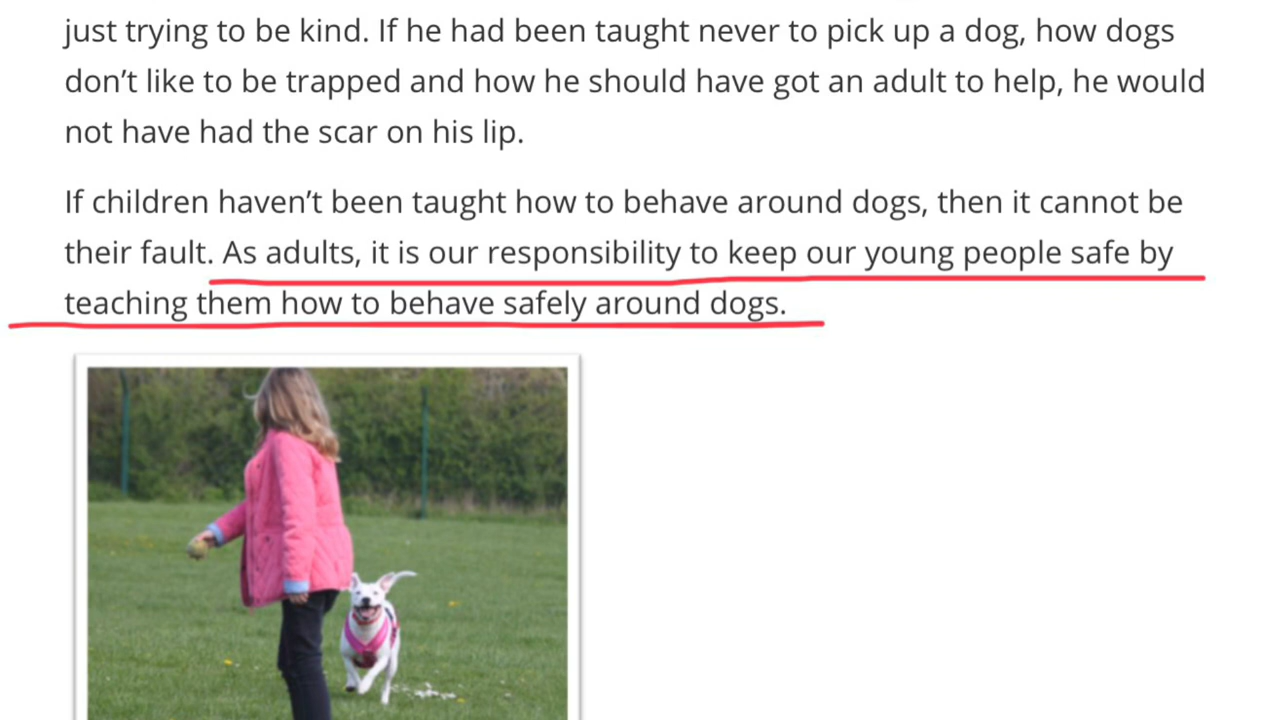 just trying to be kind. If he had been taught never to pick up a dog, how dogs
don’t like to be trapped and how he should have got an adult to help, he would
not have had the scar on his lip.
If children haven’t been taught how to behave around dogs, then it cannot be
their fault. As adults, it is our responsibility to keep our young people safe by
teaching them how to behave safely around dogs.